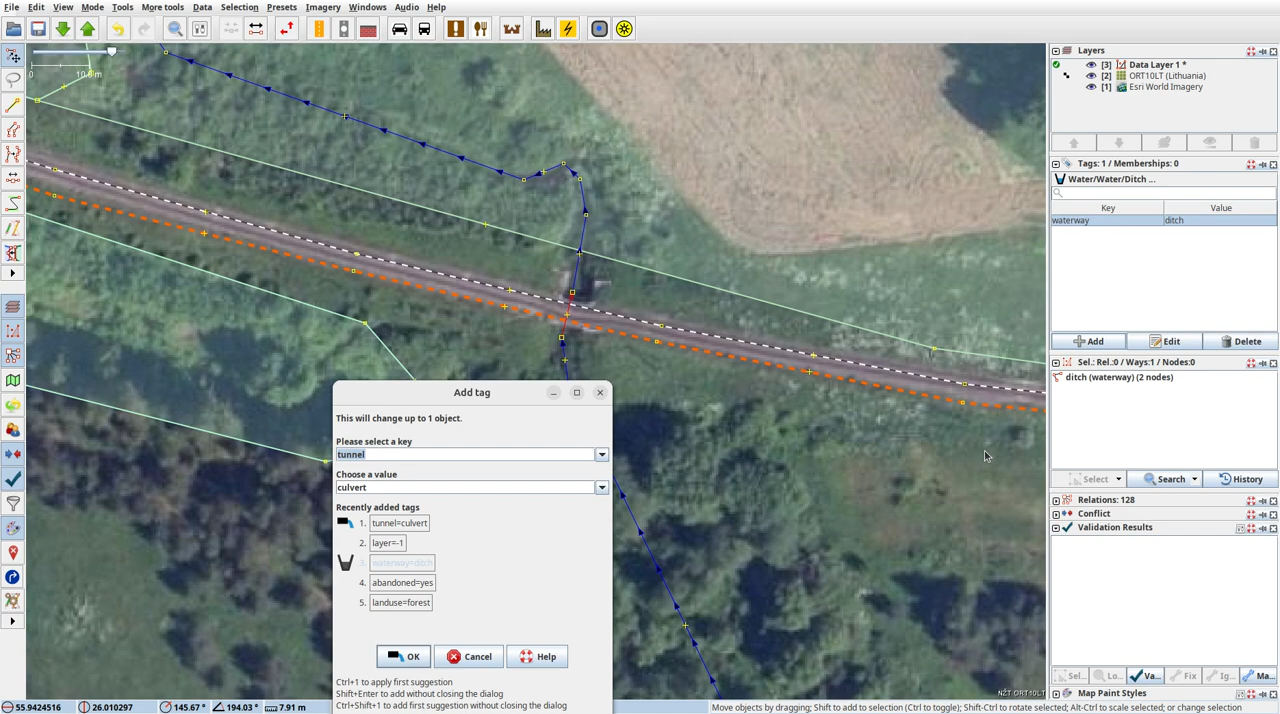 File Edit View Mode Tools More tools Data Selection Presets Imagery Windows Audio Help
0 10.0 m
Layers
[3] Data Layer 1 *
[2] ORT10LT (Lithuania)
[1] Esri World Imagery
Tags: 1 / Memberships: 0
Water/Water/Ditch ...
Key Value
waterway ditch
Add Edit Delete
Sel.: Rel.:0 / Ways:1 / Nodes:0
ditch (waterway) (2 nodes)
Select Search History
Relations: 128
Conflict
Validation Results
Sel... Lo... Va... Fix Ig... Ma...
Map Paint Styles
Add tag
This will change up to 1 object.
Please select a key
tunnel
Choose a value
culvert
Recently added tags
1. tunnel=culvert
2. layer=-1
3. waterway=ditch
4. abandoned=yes
5. landuse=forest
OK Cancel Help
Ctrl+1 to apply first suggestion
Shift+Enter to add without closing the dialog
Ctrl+Shift+1 to add first suggestion without closing the dialog
NŽT ORT10LT
55.9424516 26.010297 145.67° 194.03° 7.91 m Move objects by dragging; Shift to add to selection (Ctrl to toggle); Shift-Ctrl to rotate selected; Alt-Ctrl to scale selected; or change selection